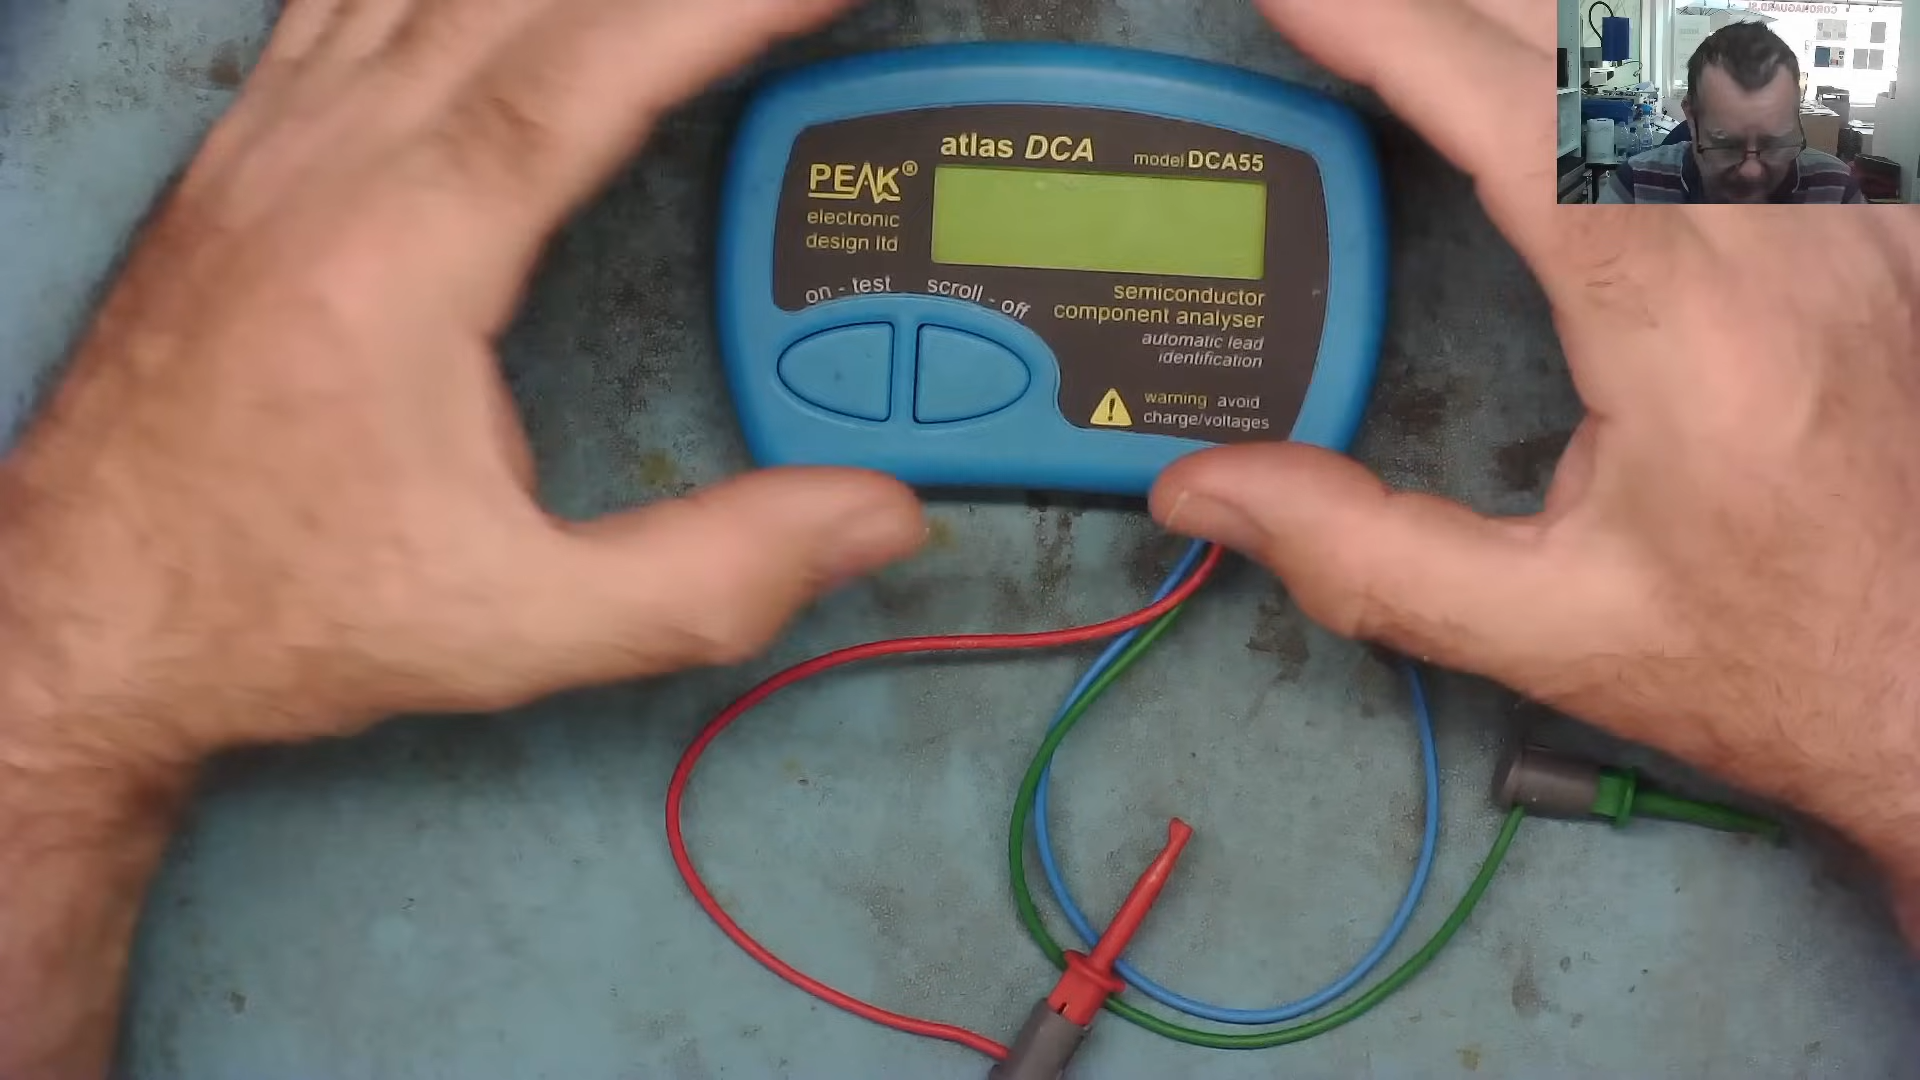 atlas DCA
model DCA55
PEAK®
electronic
design ltd
on - test
scroll - off
semiconductor
component analyser
automatic lead
identification
warning avoid
charge/voltages